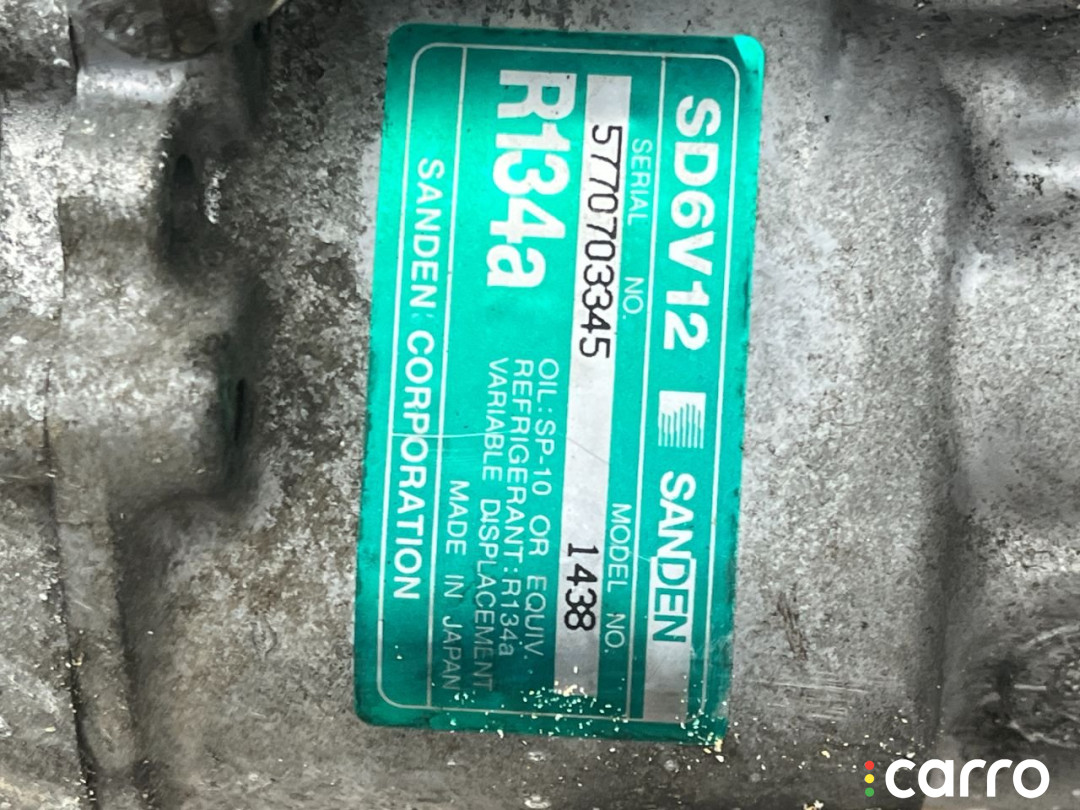 SD6V12 SANDEN
SERIAL NO. MODEL NO.
5770703345 1438
R134a
OIL:SP-10 OR EQUIV.
REFRIGERANT:R134a
VARIABLE DISPLACEMENT
MADE IN JAPAN
SANDEN CORPORATION
carro